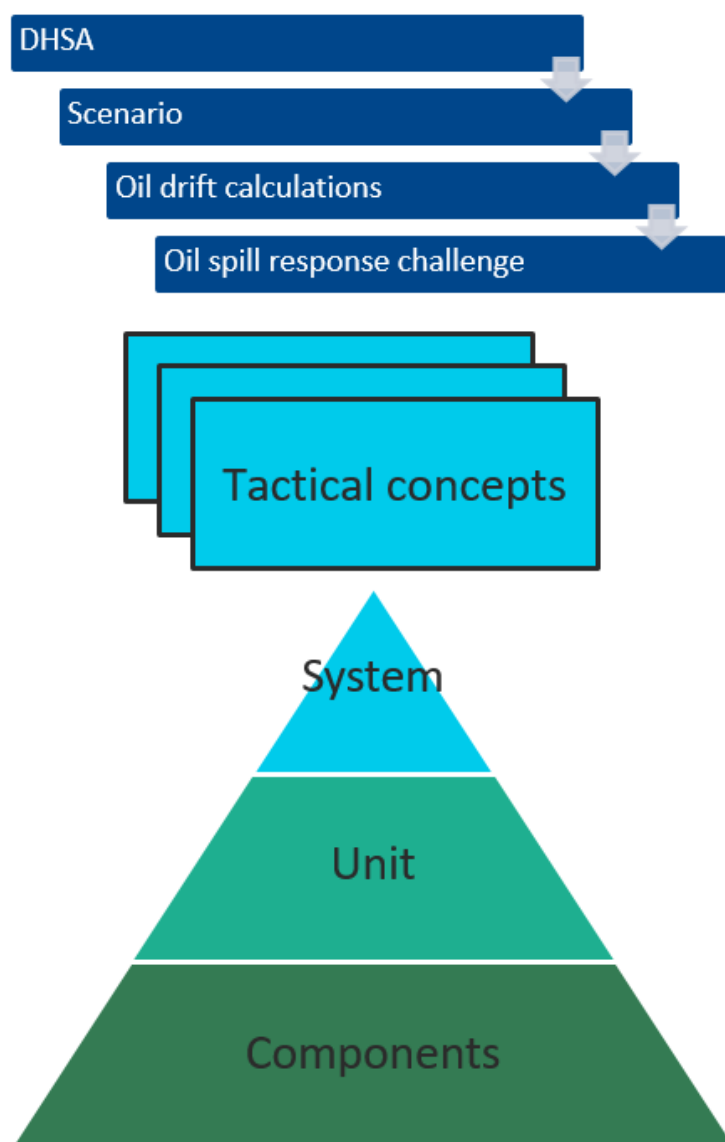 DHSA
Scenario
Oil drift calculations
Oil spill response challenge
Tactical concepts
System
Unit
Components